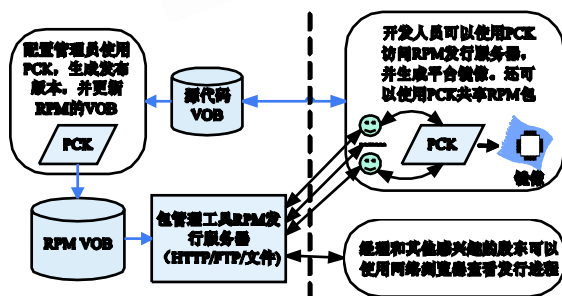 配置管理员使用
PCK，生成发布
版本，并更新
RPM的VOB
PCK
源代码
VOB
开发人员可以使用PCK
访问RPM发行服务器，
并生成平台镜像。还可
以使用PCK共享RPM包
PCK
镜像
RPM VOB
包管理工具RPM发
行服务器
（HTTP/FTP/文件）
经理和其他感兴趣的股东可以
使用网络浏览器查看发行进程